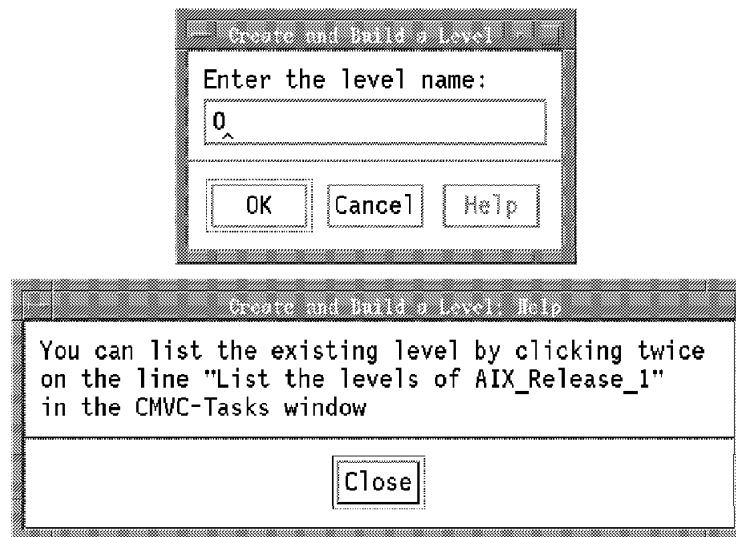 Create and Build a Level
Enter the level name:
0
OK
Cancel
Help
Create and Build a Level: Help
You can list the existing level by clicking twice
on the line "List the levels of AIX_Release_1"
in the CMVC-Tasks window
Close